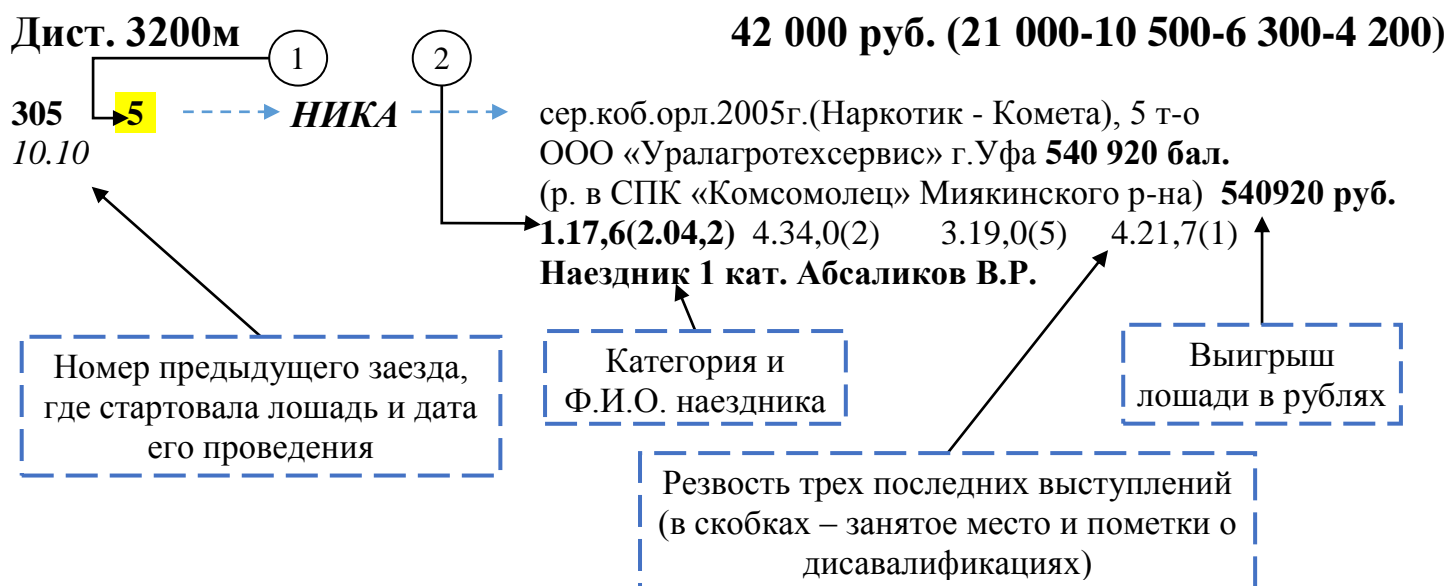 Дист. 3200м 42 000 руб. (21 000-10 500-6 300-4 200)
1 2
305 5 НИКА сер.коб.орл.2005г.(Наркотик - Комета), 5 т-о
10.10 ООО «Уралагротехсервис» г.Уфа 540 920 бал.
(р. в СПК «Комсомолец» Миякинского р-на) 540920 руб.
1.17,6(2.04,2) 4.34,0(2) 3.19,0(5) 4.21,7(1)
Наездник 1 кат. Абсаликов В.Р.
Номер предыдущего заезда,
где стартовала лошадь и дата
его проведения
Категория и
Ф.И.О. наездника
Выигрыш
лошади в рублях
Резвость трех последних выступлений
(в скобках – занятое место и пометки о
дисавалификациях)